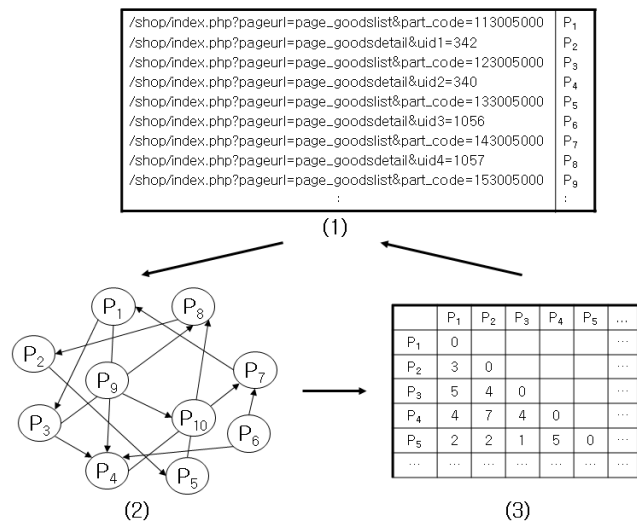 /shop/index.php?pageurl=page_goodslist&part_code=113005000 P1
/shop/index.php?pageurl=page_goodsdetail&uid1=342 P2
/shop/index.php?pageurl=page_goodslist&part_code=123005000 P3
/shop/index.php?pageurl=page_goodsdetail&uid2=340 P4
/shop/index.php?pageurl=page_goodslist&part_code=133005000 P5
/shop/index.php?pageurl=page_goodsdetail&uid3=1056 P6
/shop/index.php?pageurl=page_goodslist&part_code=143005000 P7
/shop/index.php?pageurl=page_goodsdetail&uid4=1057 P8
/shop/index.php?pageurl=page_goodslist&part_code=153005000 P9
: :
(1)
P1
P8
P2
P9
P7
P3
P10
P6
P4
P5
(2)
P1 P2 P3 P4 P5 ...
P1 0 ...
P2 3 0 ...
P3 5 4 0 ...
P4 4 7 4 0 ...
P5 2 2 1 5 0 ...
... ... ... ... ... ... ...
(3)